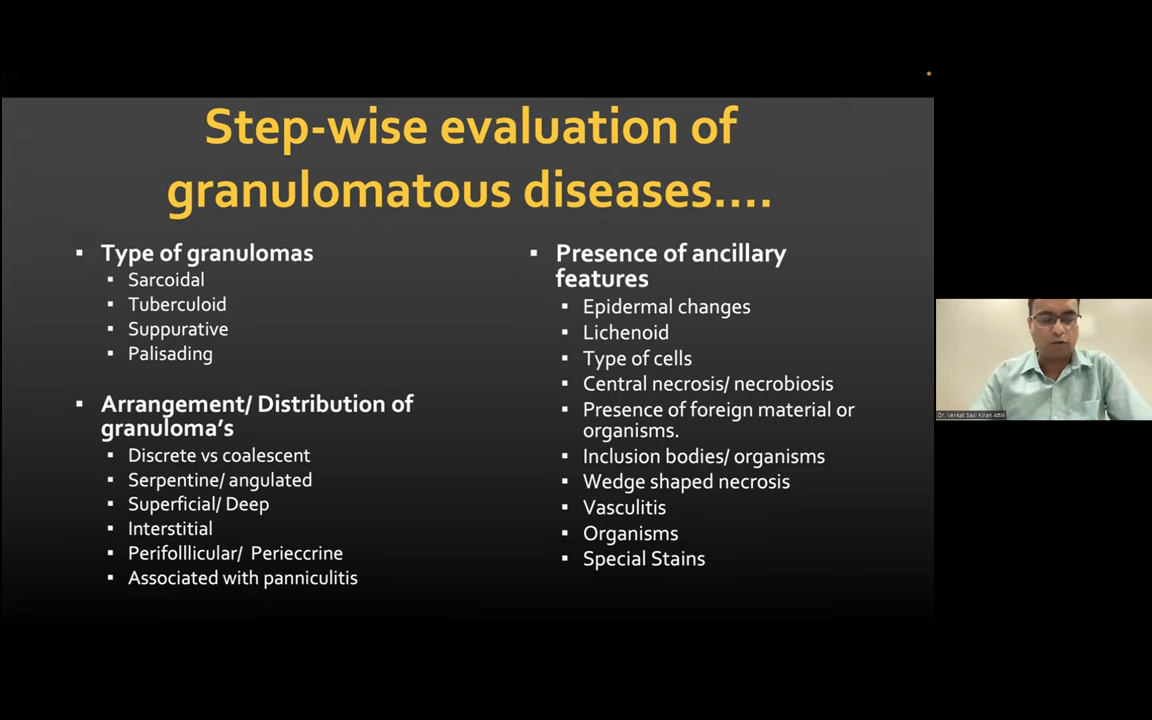 Step-wise evaluation of
granulomatous diseases....
▪ Type of granulomas
▪ Sarcoidal
▪ Tuberculoid
▪ Suppurative
▪ Palisading
▪ Arrangement/ Distribution of
granuloma's
▪ Discrete vs coalescent
▪ Serpentine/ angulated
▪ Superficial/ Deep
▪ Interstitial
▪ Perifolllicular/ Perieccrine
▪ Associated with panniculitis
▪ Presence of ancillary
features
▪ Epidermal changes
▪ Lichenoid
▪ Type of cells
▪ Central necrosis/ necrobiosis
▪ Presence of foreign material or
organisms.
▪ Inclusion bodies/ organisms
▪ Wedge shaped necrosis
▪ Vasculitis
▪ Organisms
▪ Special Stains
Dr. Venkat Sasi Kiran Attili